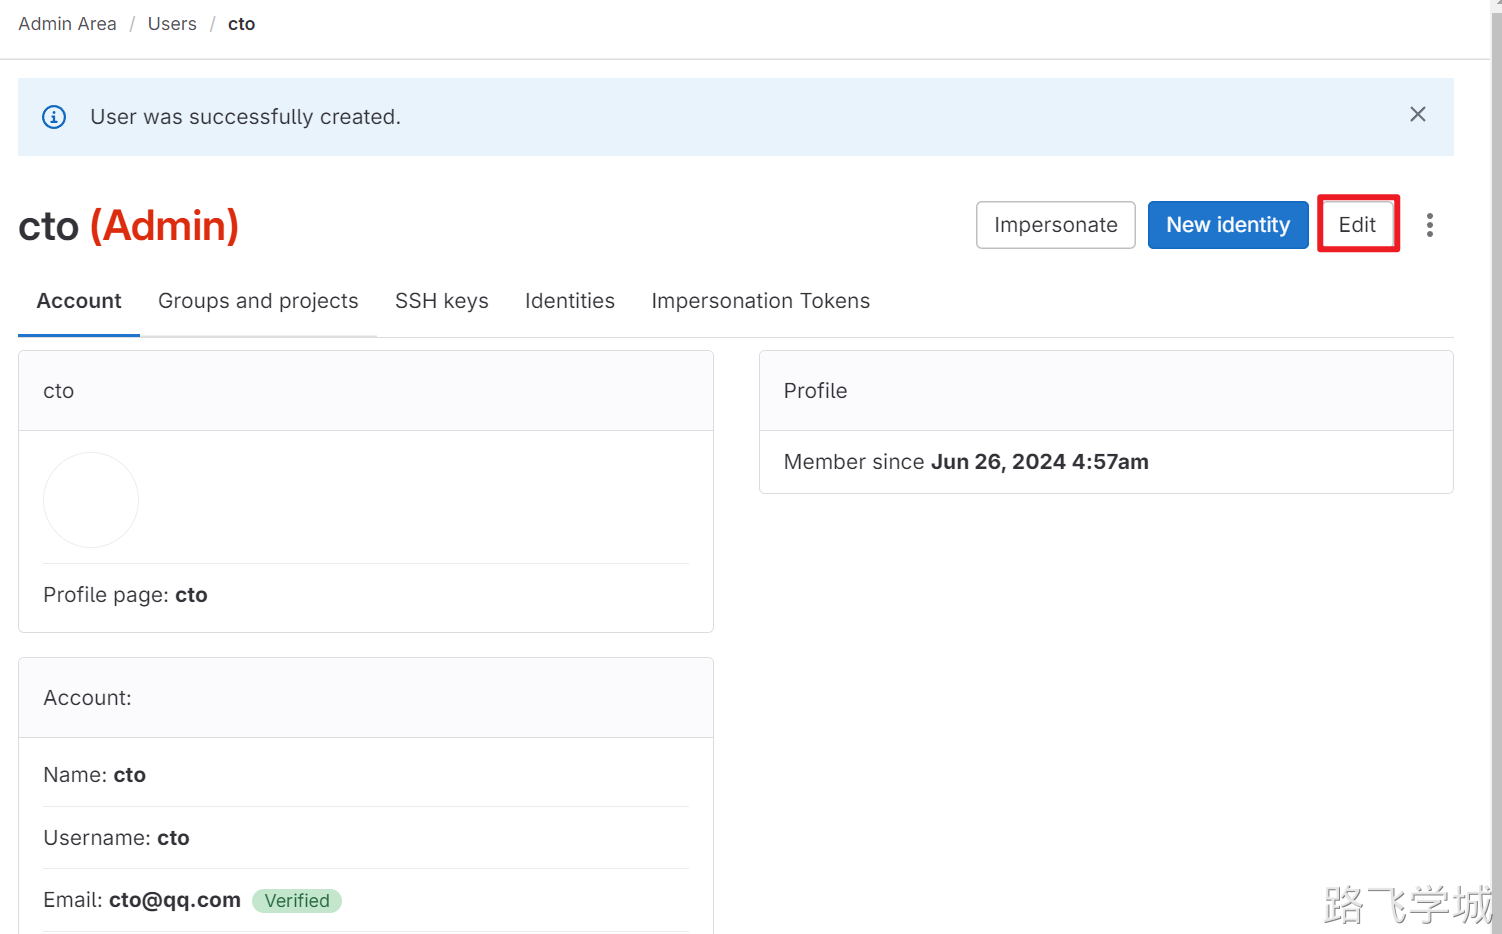 Admin Area / Users / cto
User was successfully created.
cto (Admin)
Impersonate
New identity
Edit
Account
Groups and projects
SSH keys
Identities
Impersonation Tokens
cto
Profile page: cto
Profile
Member since Jun 26, 2024 4:57am
Account:
Name: cto
Username: cto
Email: cto@qq.com Verified
路飞学城